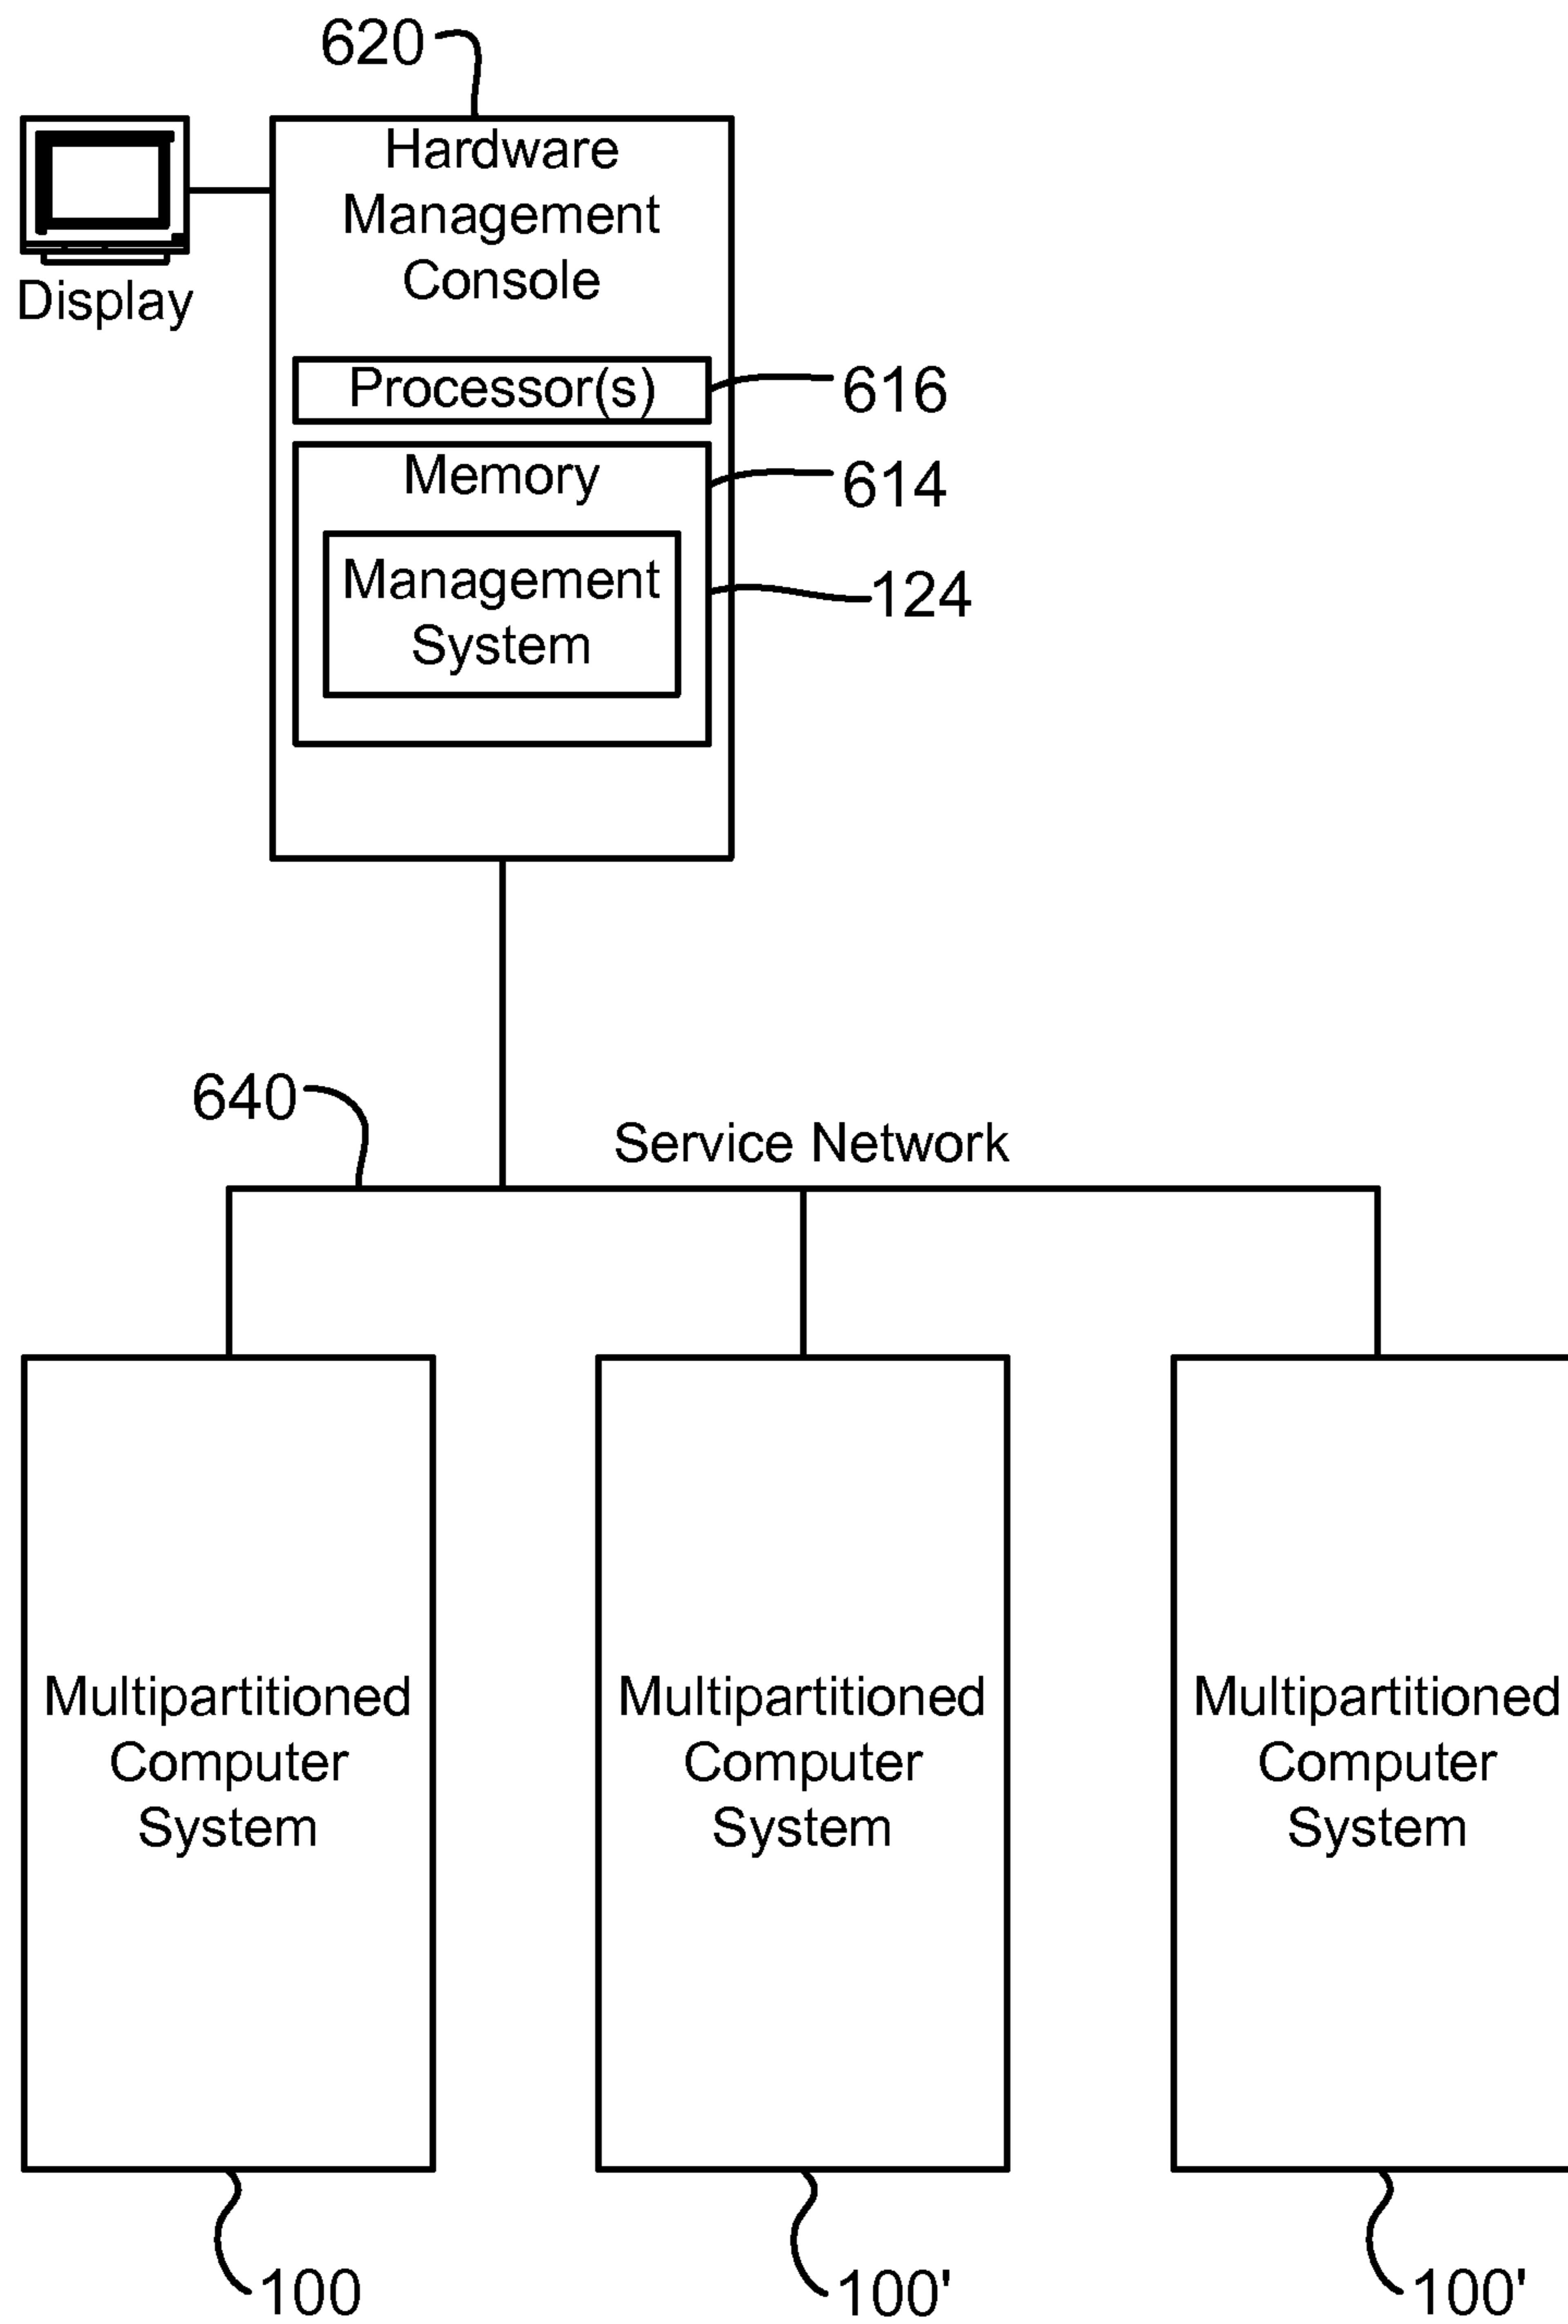 620
Hardware
Management
Console
Display
Processor(s)
616
Memory
614
Management
System
124
640
Service Network
Multipartitioned
Computer
System
Multipartitioned
Computer
System
Multipartitioned
Computer
System
100
100'
100'